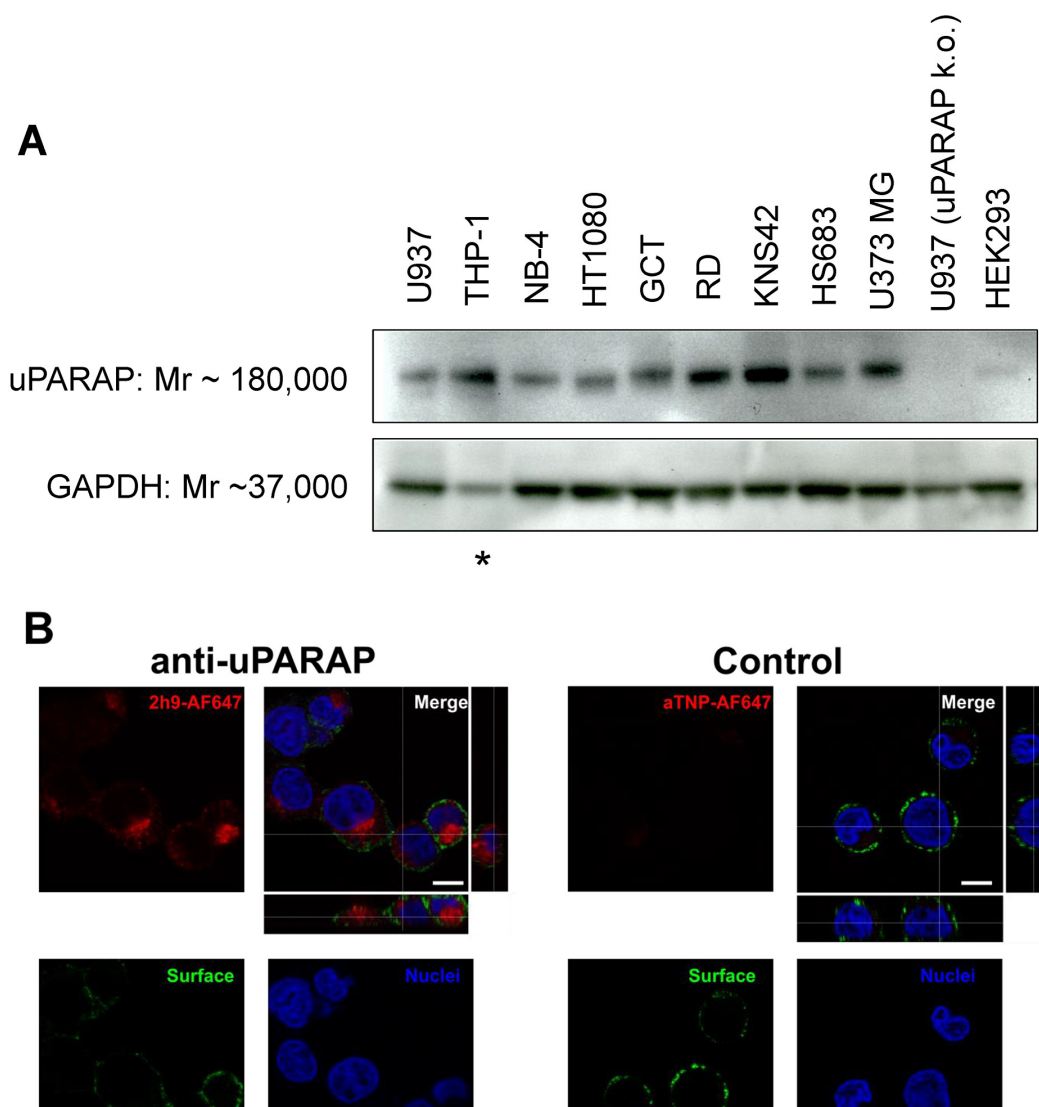 A
U937
THP-1
NB-4
HT1080
GCT
RD
KNS42
HS683
U373 MG
U937 (uPARAP k.o.)
HEK293
uPARAP: Mr ~ 180,000
GAPDH: Mr ~37,000
*
B
anti-uPARAP
Control
2h9-AF647
Merge
aTNP-AF647
Merge
Surface
Nuclei
Surface
Nuclei